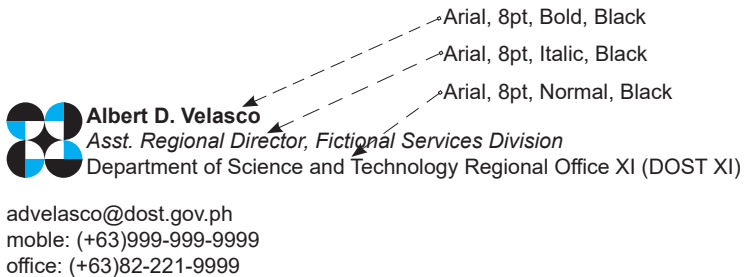 Arial, 8pt, Bold, Black
Arial, 8pt, Italic, Black
Arial, 8pt, Normal, Black
Albert D. Velasco
Asst. Regional Director, Fictional Services Division
Department of Science and Technology Regional Office XI (DOST XI)
advelasco@dost.gov.ph
moble: (+63)999-999-9999
office: (+63)82-221-9999